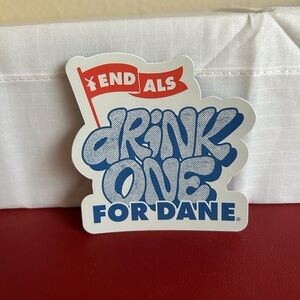 END ALS
DRINK
ONE
FOR DANE®